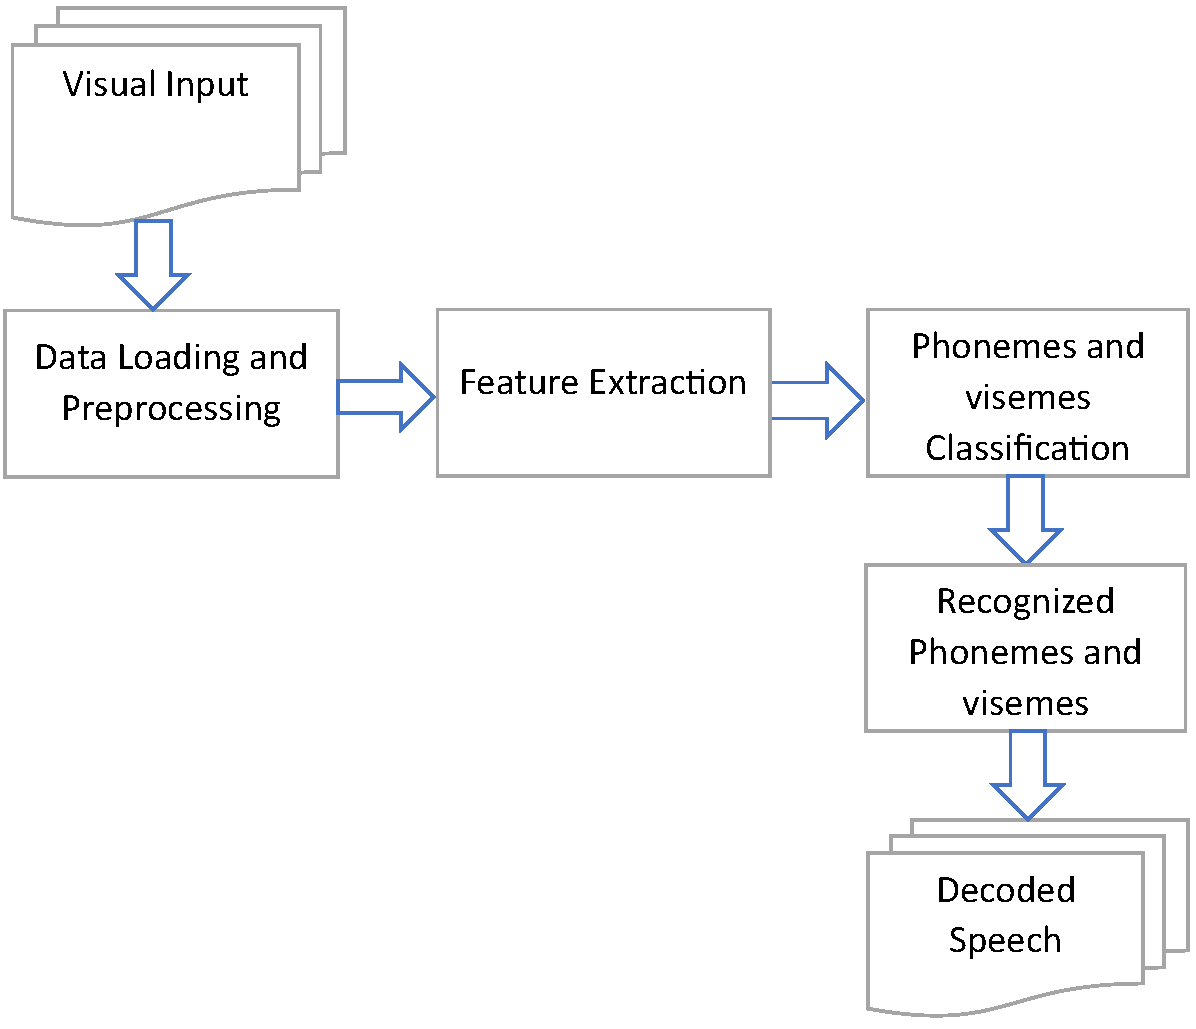 Visual Input
Data Loading and
Preprocessing
Feature Extraction
Phonemes and
visemes
Classification
Recognized
Phonemes and
visemes
Decoded
Speech